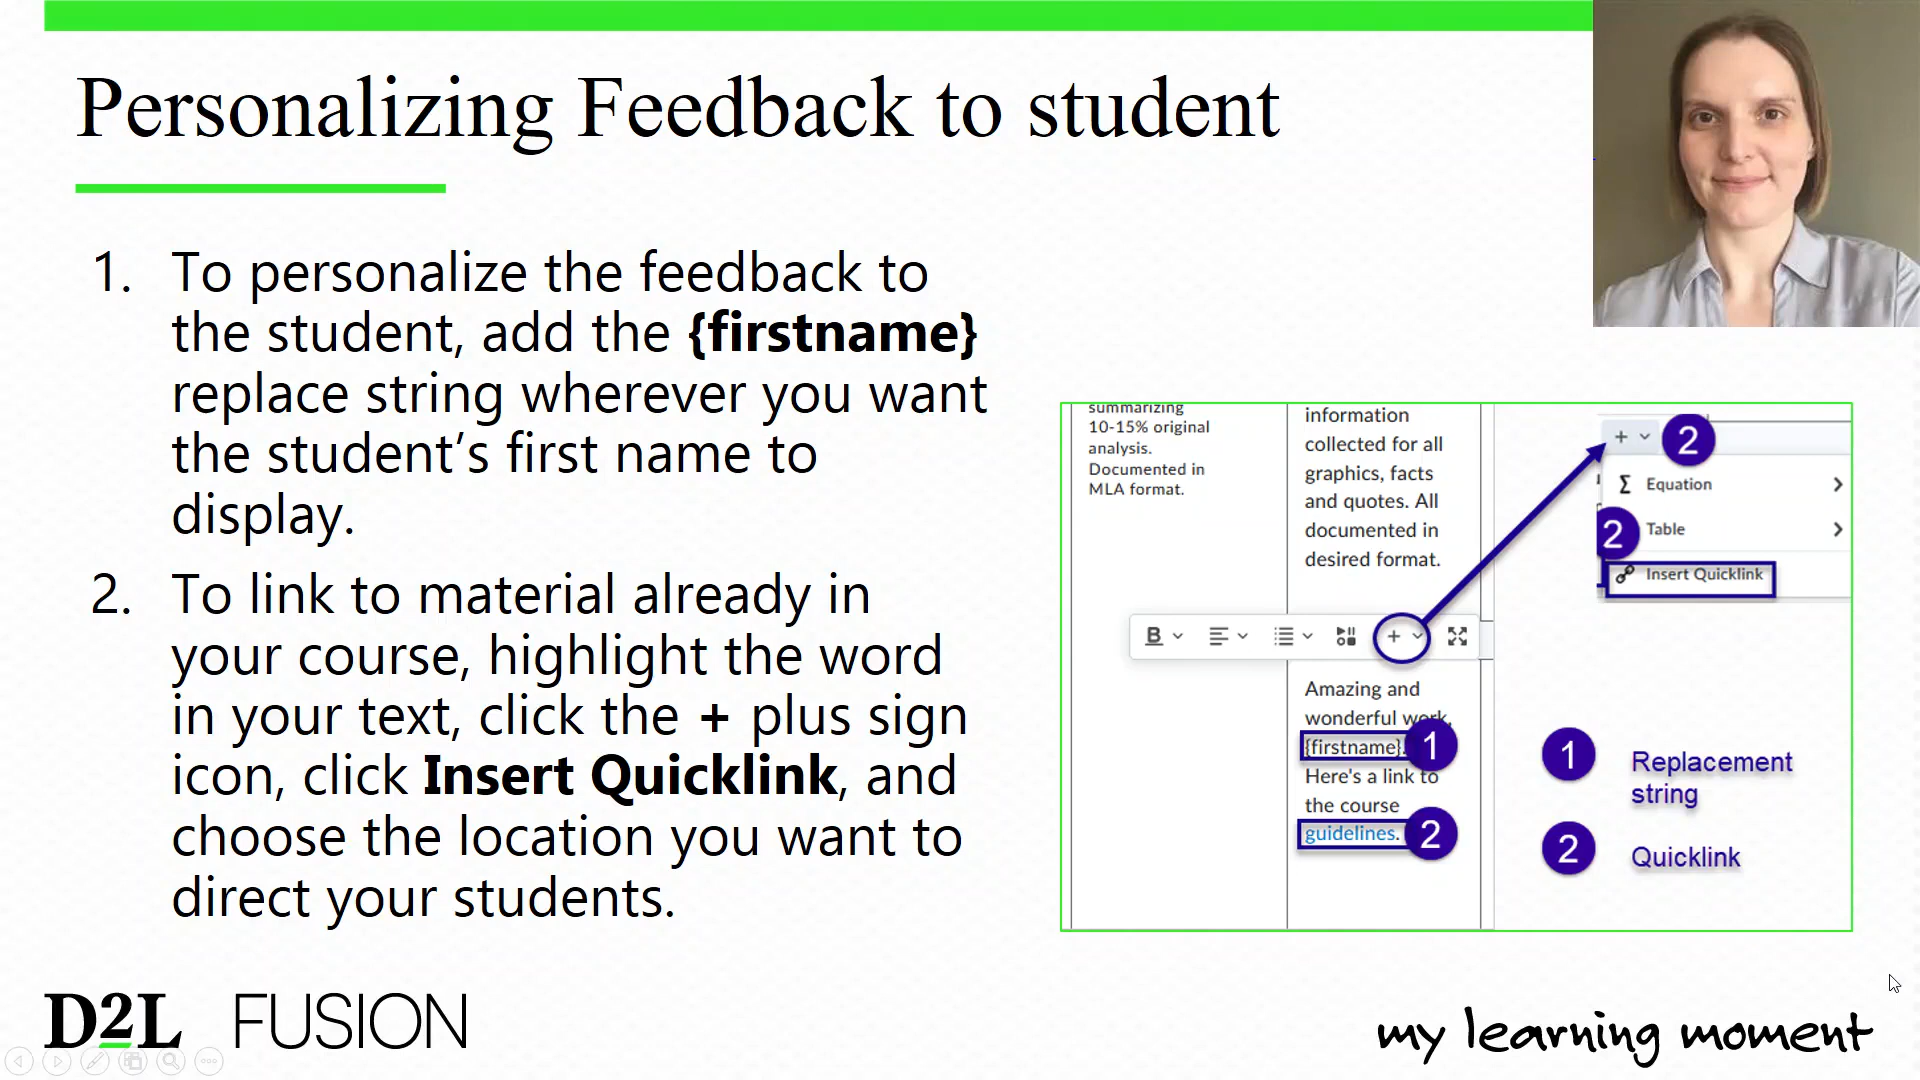 Personalizing Feedback to student
1. To personalize the feedback to
the student, add the {firstname}
replace string wherever you want
the student’s first name to
display.
2. To link to material already in
your course, highlight the word
in your text, click the + plus sign
icon, click Insert Quicklink, and
choose the location you want to
direct your students.
summarizing
10-15% original
analysis.
Documented in
MLA format.
information
collected for all
graphics, facts
and quotes. All
documented in
desired format.
+ 2
Σ Equation
2 Table
Insert Quicklink
B +
Amazing and
wonderful work,
{firstname}. 1
Here's a link to
the course
guidelines. 2
1 Replacement
string
2 Quicklink
D2L FUSION
my learning moment